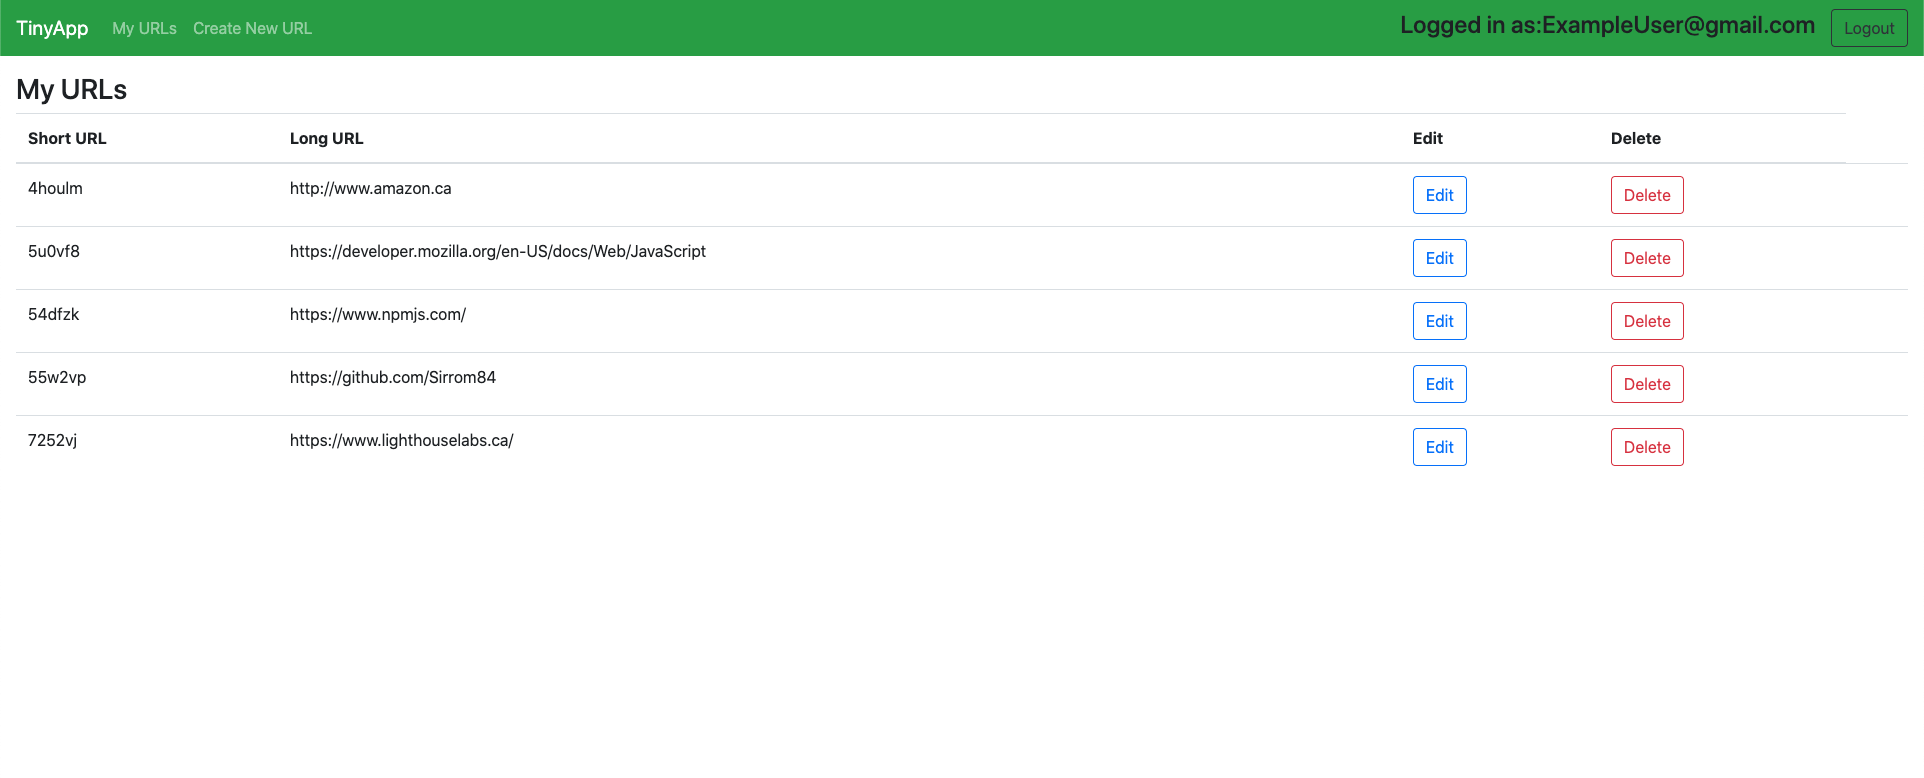 TinyApp My URLs Create New URL Logged in as:ExampleUser@gmail.com Logout
My URLs
Short URL Long URL Edit Delete
4houlm http://www.amazon.ca Edit Delete
5u0vf8 https://developer.mozilla.org/en-US/docs/Web/JavaScript Edit Delete
54dfzk https://www.npmjs.com/ Edit Delete
55w2vp https://github.com/Sirrom84 Edit Delete
7252vj https://www.lighthouselabs.ca/ Edit Delete